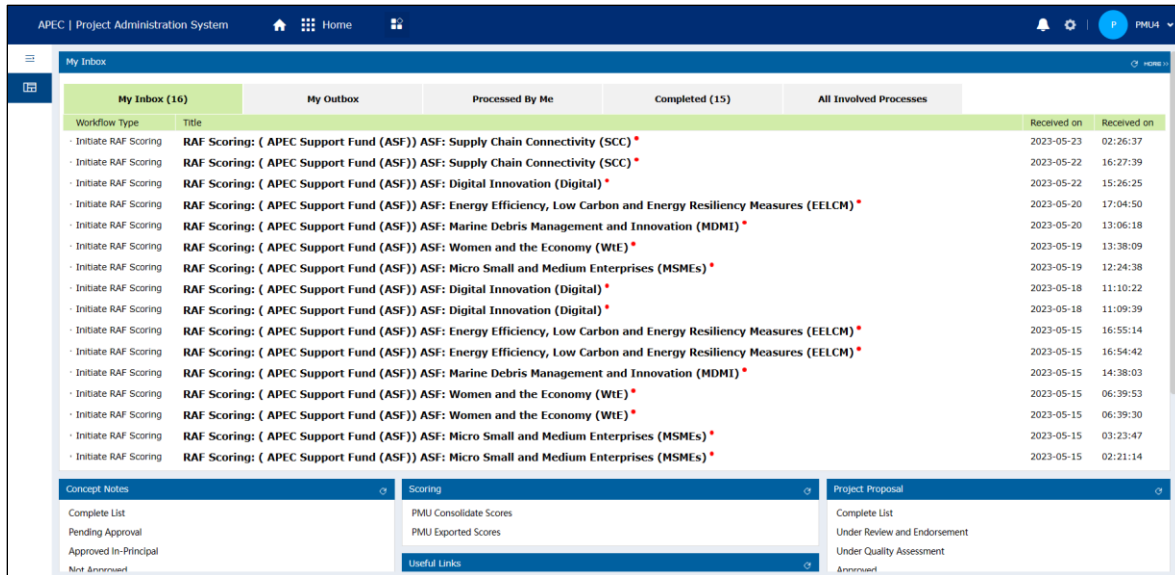 APEC | Project Administration System Home P PMU4
My Inbox HOME >>
My Inbox (16) My Outbox Processed By Me Completed (15) All Involved Processes
Workflow Type Title Received on Received on
· Initiate RAF Scoring RAF Scoring: ( APEC Support Fund (ASF)) ASF: Supply Chain Connectivity (SCC) 2023-05-23 02:26:37
· Initiate RAF Scoring RAF Scoring: ( APEC Support Fund (ASF)) ASF: Supply Chain Connectivity (SCC) 2023-05-22 16:27:39
· Initiate RAF Scoring RAF Scoring: ( APEC Support Fund (ASF)) ASF: Digital Innovation (Digital) 2023-05-22 15:26:25
· Initiate RAF Scoring RAF Scoring: ( APEC Support Fund (ASF)) ASF: Energy Efficiency, Low Carbon and Energy Resiliency Measures (EELCM) 2023-05-20 17:04:50
· Initiate RAF Scoring RAF Scoring: ( APEC Support Fund (ASF)) ASF: Marine Debris Management and Innovation (MDMI) 2023-05-20 13:06:18
· Initiate RAF Scoring RAF Scoring: ( APEC Support Fund (ASF)) ASF: Women and the Economy (WtE) 2023-05-19 13:38:09
· Initiate RAF Scoring RAF Scoring: ( APEC Support Fund (ASF)) ASF: Micro Small and Medium Enterprises (MSMEs) 2023-05-19 12:24:38
· Initiate RAF Scoring RAF Scoring: ( APEC Support Fund (ASF)) ASF: Digital Innovation (Digital) 2023-05-18 11:10:22
· Initiate RAF Scoring RAF Scoring: ( APEC Support Fund (ASF)) ASF: Digital Innovation (Digital) 2023-05-18 11:09:39
· Initiate RAF Scoring RAF Scoring: ( APEC Support Fund (ASF)) ASF: Energy Efficiency, Low Carbon and Energy Resiliency Measures (EELCM) 2023-05-15 16:55:14
· Initiate RAF Scoring RAF Scoring: ( APEC Support Fund (ASF)) ASF: Energy Efficiency, Low Carbon and Energy Resiliency Measures (EELCM) 2023-05-15 16:54:42
· Initiate RAF Scoring RAF Scoring: ( APEC Support Fund (ASF)) ASF: Marine Debris Management and Innovation (MDMI) 2023-05-15 14:38:03
· Initiate RAF Scoring RAF Scoring: ( APEC Support Fund (ASF)) ASF: Women and the Economy (WtE) 2023-05-15 06:39:53
· Initiate RAF Scoring RAF Scoring: ( APEC Support Fund (ASF)) ASF: Women and the Economy (WtE) 2023-05-15 06:39:30
· Initiate RAF Scoring RAF Scoring: ( APEC Support Fund (ASF)) ASF: Micro Small and Medium Enterprises (MSMEs) 2023-05-15 03:23:47
· Initiate RAF Scoring RAF Scoring: ( APEC Support Fund (ASF)) ASF: Micro Small and Medium Enterprises (MSMEs) 2023-05-15 02:21:14
Concept Notes
Complete List
Pending Approval
Approved In-Principal
Not Approved
Scoring
PMU Consolidate Scores
PMU Exported Scores
Useful Links
Project Proposal
Complete List
Under Review and Endorsement
Under Quality Assessment
Approved